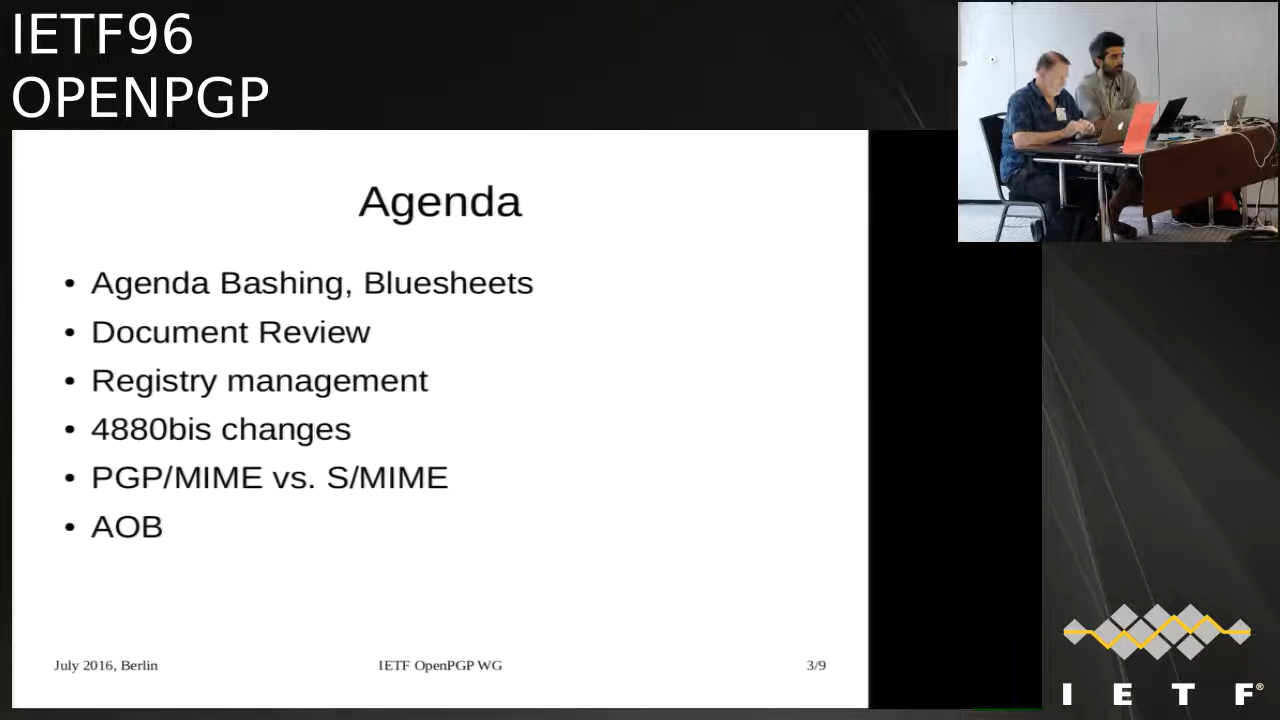 IETF96
OPENPGP
Agenda
• Agenda Bashing, Bluesheets
• Document Review
• Registry management
• 4880bis changes
• PGP/MIME vs. S/MIME
• AOB
July 2016, Berlin
IETF OpenPGP WG
3/9
I E T F®